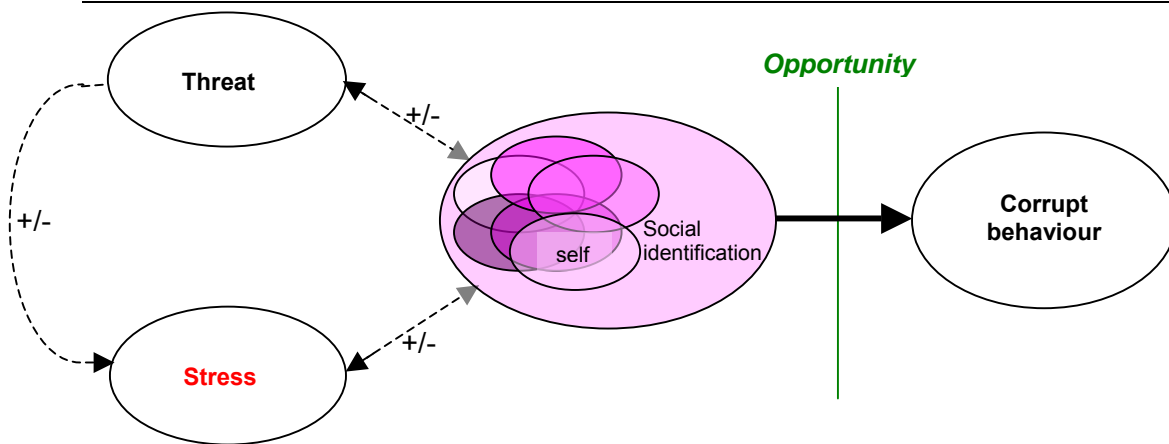 Opportunity
Threat
+/-
+/-
Social
identification
self
Corrupt
behaviour
+/-
Stress